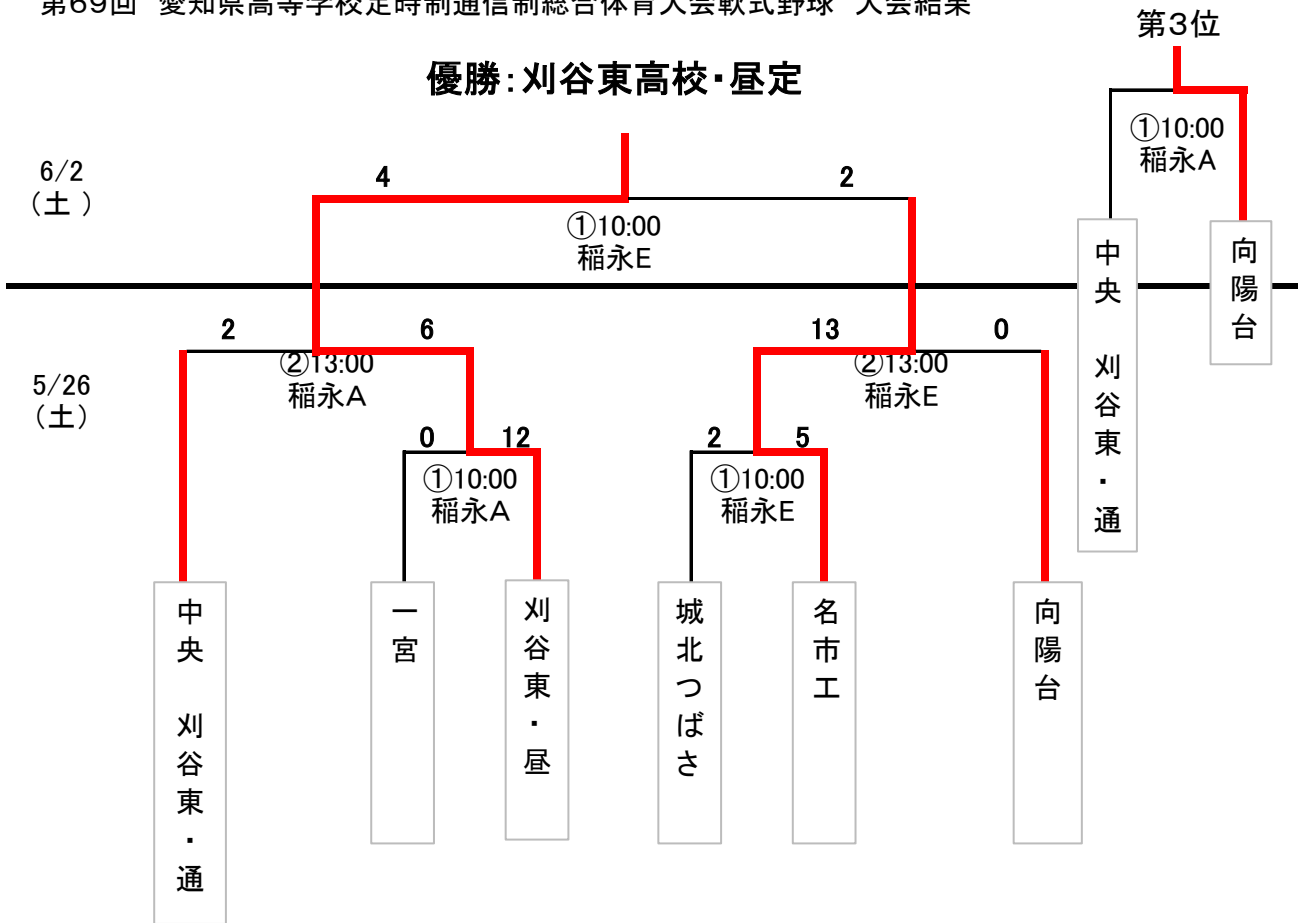 第69回 愛知県高等学校定時制通信制総合体育大会軟式野球 大会結果
第3位
優勝:刈谷東高校・昼定
①10:00
稲永A
6/2
(土)
4
2
①10:00
稲永E
中央 刈谷東・通
向陽台
2
6
13
0
②13:00
稲永A
②13:00
稲永E
5/26
(土)
0
12
2
5
①10:00
稲永A
①10:00
稲永E
中央 刈谷東・通
一宮
刈谷東・昼
城北つばさ
名市工
向陽台